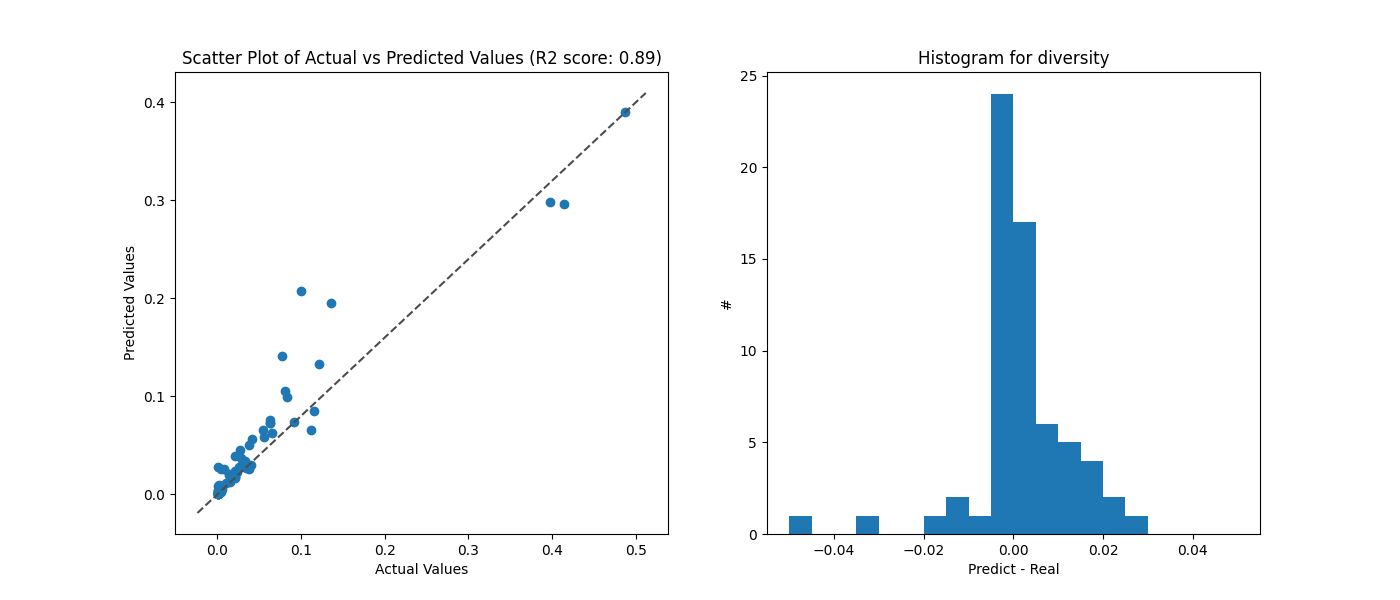 Scatter Plot of Actual vs Predicted Values (R2 score: 0.89)
0.4
0.3
0.2
0.1
0.0
Predicted Values
0.0 0.1 0.2 0.3 0.4 0.5
Actual Values
Histogram for diversity
25
20
15
10
5
0
#
−0.04 −0.02 0.00 0.02 0.04
Predict - Real